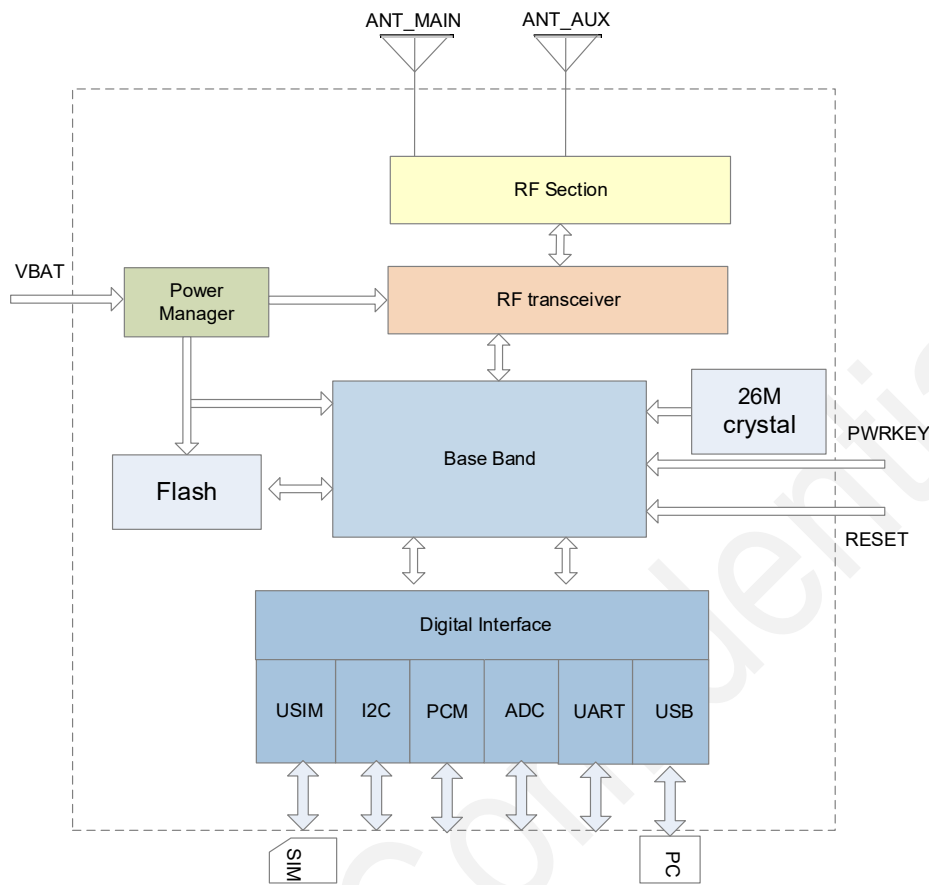 ANT_MAIN
ANT_AUX
RF Section
VBAT
Power
Manager
RF transceiver
26M
crystal
PWRKEY
Base Band
Flash
RESET
Digital Interface
USIM
I2C
PCM
ADC
UART
USB
SIM
PC
Confidentia